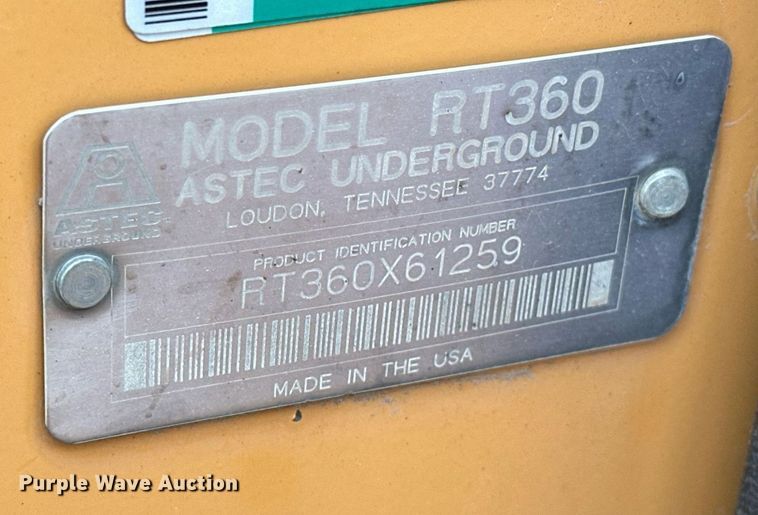 MODEL RT360
ASTEC UNDERGROUND
LOUDON, TENNESSEE 37774
ASTEC
UNDERGROUND
PRODUCT IDENTIFICATION NUMBER
RT360X61259
MADE IN THE USA
Purple Wave Auction